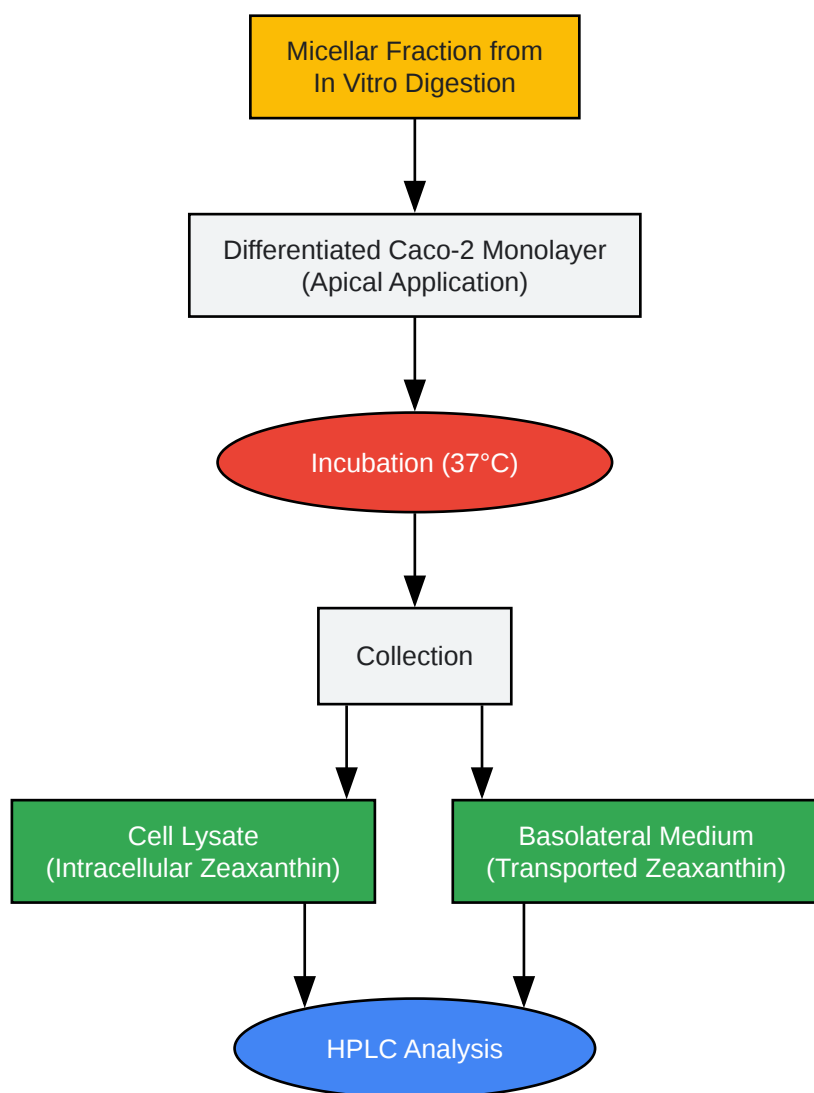 Micellar Fraction from
In Vitro Digestion
Differentiated Caco-2 Monolayer
(Apical Application)
Incubation (37°C)
Collection
Cell Lysate
(Intracellular Zeaxanthin)
Basolateral Medium
(Transported Zeaxanthin)
HPLC Analysis